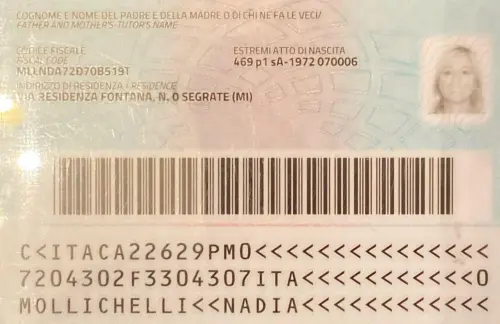 COGNOME E NOME DEL PADRE E DELLA MADRE O DI CHI NE FA LE VECI/
FATHER AND MOTHER'S-TUTOR'S NAME
CODICE FISCALE
FISCAL CODE
MLLNDA72D70B519T
ESTREMI ATTO DI NASCITA
469 p1 sA-1972 070006
INDIRIZZO DI RESIDENZA / RESIDENCE
VIA RESIDENZA FONTANA, N. 0 SEGRATE (MI)
C<ITACA22629PM0<<<<<<<<<<<<<<<
7204302F3304307ITA<<<<<<<<<<<0
MOLLICHELLI<<NADIA<<<<<<<<<<<<